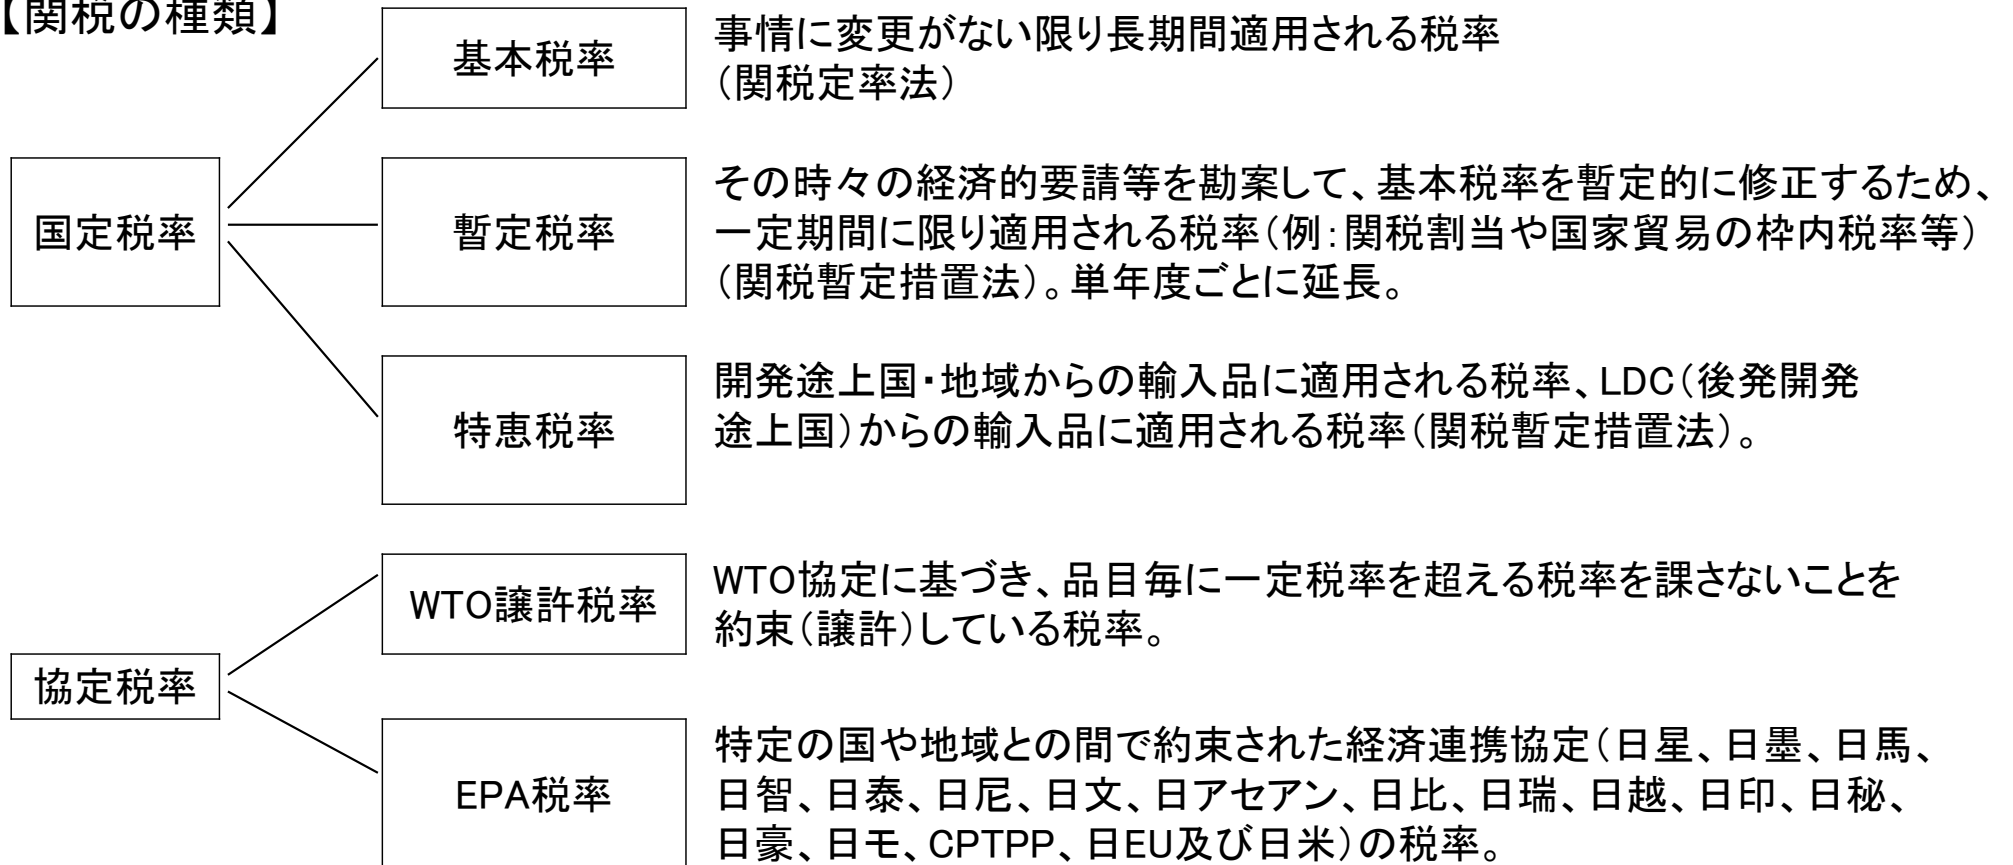 【関税の種類】
基本税率
事情に変更がない限り長期間適用される税率
（関税定率法）
国定税率
暫定税率
その時々の経済的要請等を勘案して、基本税率を暫定的に修正するため、
一定期間に限り適用される税率（例：関税割当や国家貿易の枠内税率等）
（関税暫定措置法）。単年度ごとに延長。
特恵税率
開発途上国・地域からの輸入品に適用される税率、LDC（後発開発
途上国）からの輸入品に適用される税率（関税暫定措置法）。
協定税率
WTO譲許税率
WTO協定に基づき、品目毎に一定税率を超える税率を課さないことを
約束（譲許）している税率。
EPA税率
特定の国や地域との間で約束された経済連携協定（日星、日墨、日馬、
日智、日泰、日尼、日文、日アセアン、日比、日瑞、日越、日印、日秘、
日豪、日モ、CPTPP、日EU及び日米）の税率。